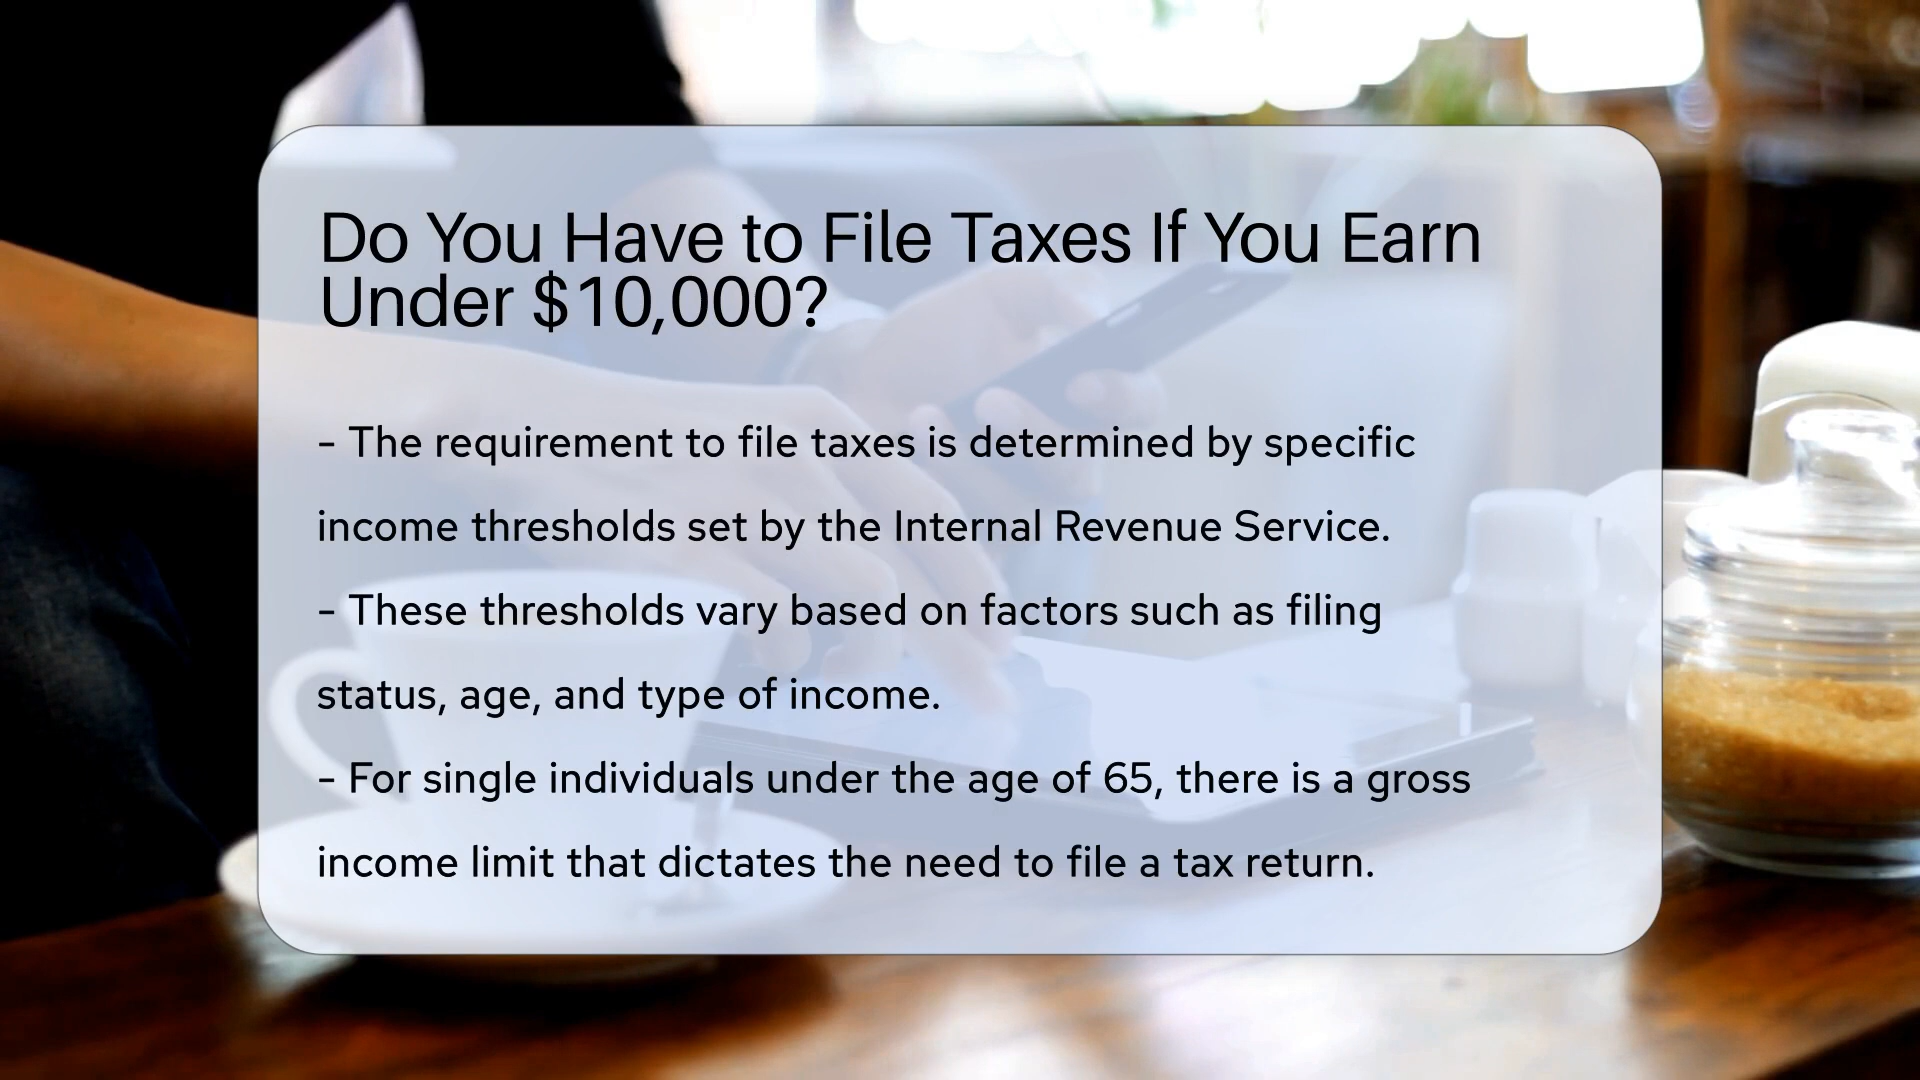 Do You Have to File Taxes If You Earn
Under $10,000?
– The requirement to file taxes is determined by specific
income thresholds set by the Internal Revenue Service.
– These thresholds vary based on factors such as filing
status, age, and type of income.
– For single individuals under the age of 65, there is a gross
income limit that dictates the need to file a tax return.